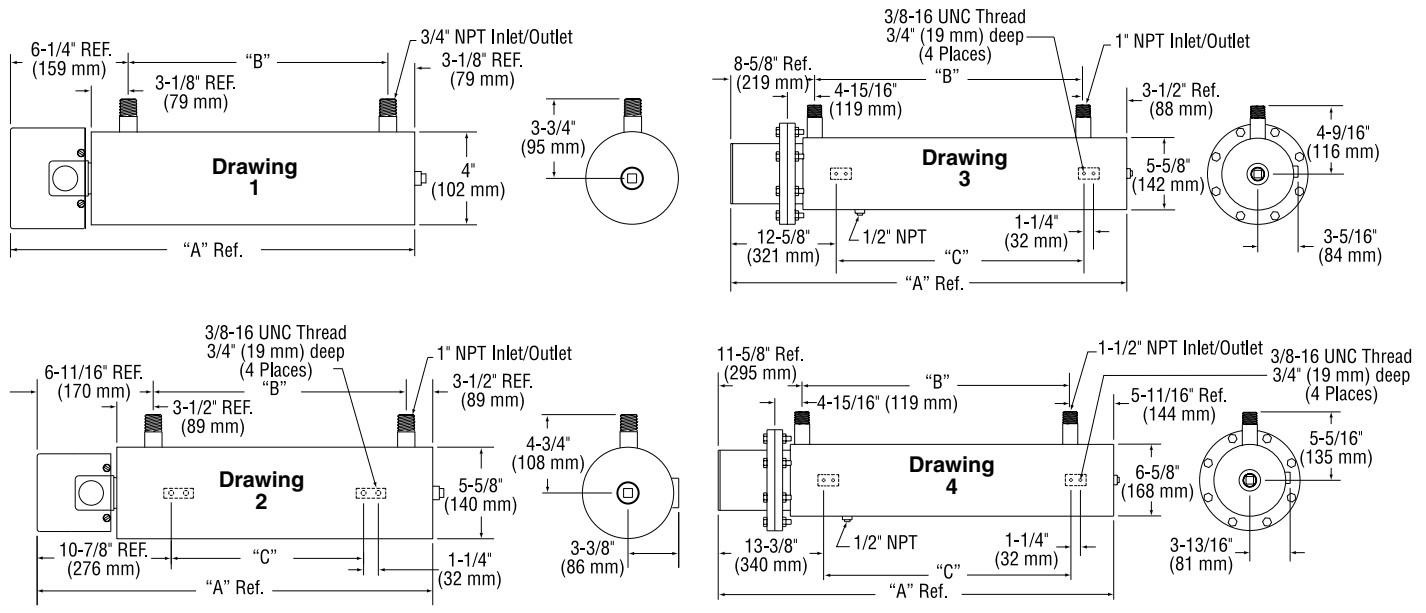 6-1/4" REF.
(159 mm)
"B"
3/4" NPT Inlet/Outlet
3-1/8" REF.
(79 mm)
3-1/8" REF.
(79 mm)
3-3/4"
(95 mm)
Drawing
1
4"
(102 mm)
"A" Ref.
3/8-16 UNC Thread
3/4" (19 mm) deep
(4 Places)
1" NPT Inlet/Outlet
8-5/8" Ref.
(219 mm)
"B"
4-15/16"
(119 mm)
3-1/2" Ref.
(88 mm)
4-9/16"
(116 mm)
Drawing
3
5-5/8"
(142 mm)
1-1/4"
(32 mm)
12-5/8"
(321 mm)
1/2" NPT
"C"
3-5/16"
(84 mm)
"A" Ref.
3/8-16 UNC Thread
3/4" (19 mm) deep
(4 Places)
1" NPT Inlet/Outlet
6-11/16" REF.
(170 mm)
"B"
3-1/2" REF.
(89 mm)
3-1/2" REF.
(89 mm)
4-3/4"
(108 mm)
Drawing
2
5-5/8"
(140 mm)
10-7/8" REF.
(276 mm)
"C"
1-1/4"
(32 mm)
3-3/8"
(86 mm)
"A" Ref.
11-5/8" Ref.
(295 mm)
"B"
1-1/2" NPT Inlet/Outlet
3/8-16 UNC Thread
3/4" (19 mm) deep
(4 Places)
4-15/16" (119 mm)
5-11/16" Ref.
(144 mm)
5-5/16"
(135 mm)
Drawing
4
6-5/8"
(168 mm)
13-3/8"
(340 mm)
1/2" NPT
1-1/4"
(32 mm)
"C"
3-13/16"
(81 mm)
"A" Ref.